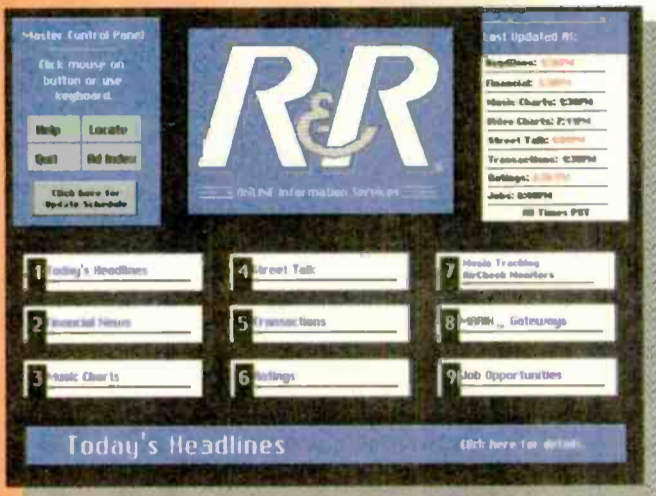 Master Control Panel
Click mouse on
button or use
keyboard.
Help
Locate
Quit
Ad Index
Click here for
Update Schedule
R&R
ONLINE Information Services
Last Updated At:
Headlines:
Financial:
Music Charts: 6:30PM
Video Charts: 2:11PM
Street Talk:
Transactions: 6:30PM
Ratings:
Jobs:
All Times PST
1 Today's Headlines
2 Financial News
3 Music Charts
4 Street Talk
5 Transactions
6 Ratings
7 Music Tracking
AirCheck Monitors
8 Gateways
9 Job Opportunities
Today's Headlines
Click here for details.